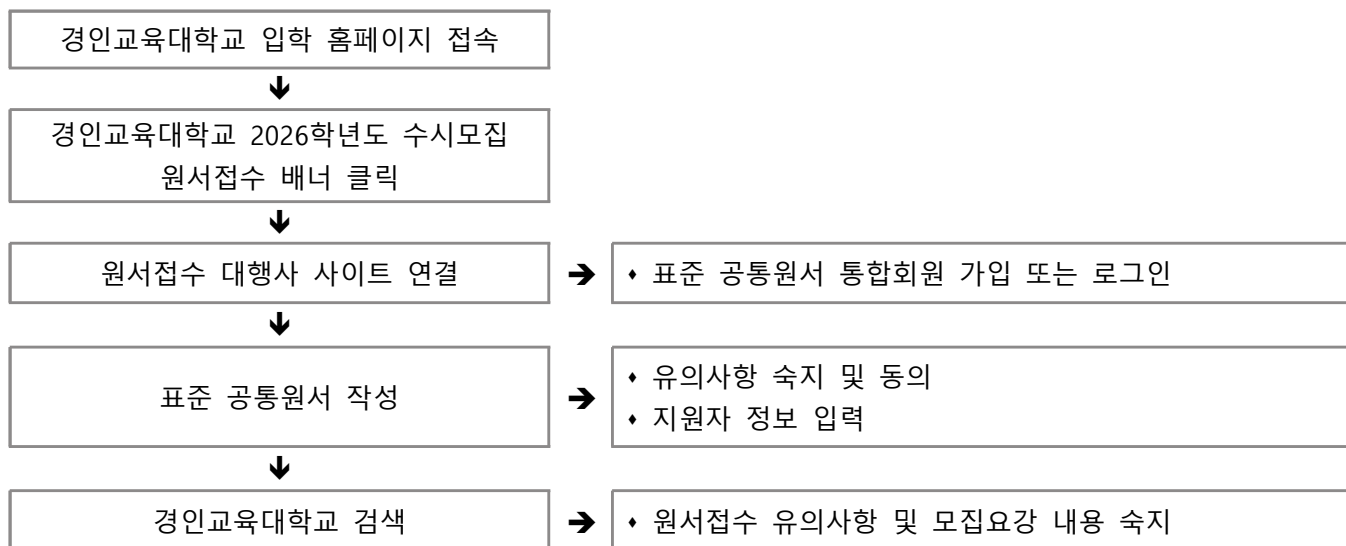 경인교육대학교 입학 홈페이지 접속
🡻
경인교육대학교 2026학년도 수시모집
원서접수 배너 클릭
🡻
원서접수 대행사 사이트 연결 🡺 ⬧ 표준 공통원서 통합회원 가입 또는 로그인
🡻
표준 공통원서 작성 🡺
⬧ 유의사항 숙지 및 동의
⬧ 지원자 정보 입력
🡻
경인교육대학교 검색 🡺 ⬧ 원서접수 유의사항 및 모집요강 내용 숙지